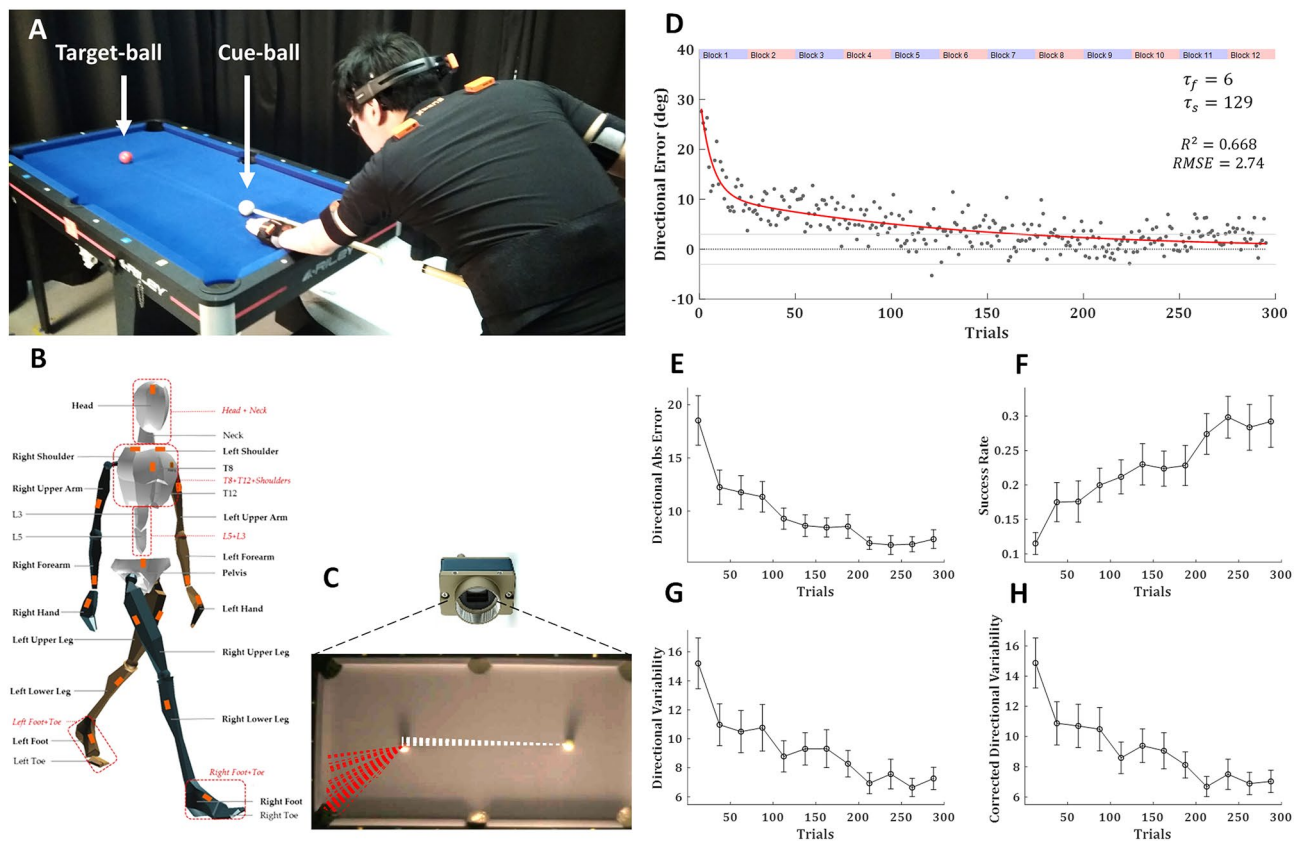 A
Target-ball
Cue-ball
RILEY
RILEY
B
Head
Head + Neck
Neck
Right Shoulder
Left Shoulder
T8
T8+T12+Shoulders
Right Upper Arm
T12
L3
Left Upper Arm
L5
L5+L3
Left Forearm
Right Forearm
Pelvis
Right Hand
Left Hand
Left Upper Leg
Right Upper Leg
Left Lower Leg
Right Lower Leg
Left Foot+Toe
Left Foot
Left Toe
Right Foot+Toe
Right Foot
Right Toe
C
D
Block 1 Block 2 Block 3 Block 4 Block 5 Block 6 Block 7 Block 8 Block 9 Block 10 Block 11 Block 12
τf = 6
τs = 129
R² = 0.668
RMSE = 2.74
Directional Error (deg)
40
30
20
10
0
-10
0 50 100 150 200 250 300
Trials
E
Directional Abs Error
20
15
10
50 100 150 200 250 300
Trials
F
Success Rate
0.3
0.25
0.2
0.15
0.1
50 100 150 200 250 300
Trials
G
Directional Variability
16
14
12
10
8
6
50 100 150 200 250 300
Trials
H
Corrected Directional Variability
16
14
12
10
8
6
50 100 150 200 250 300
Trials